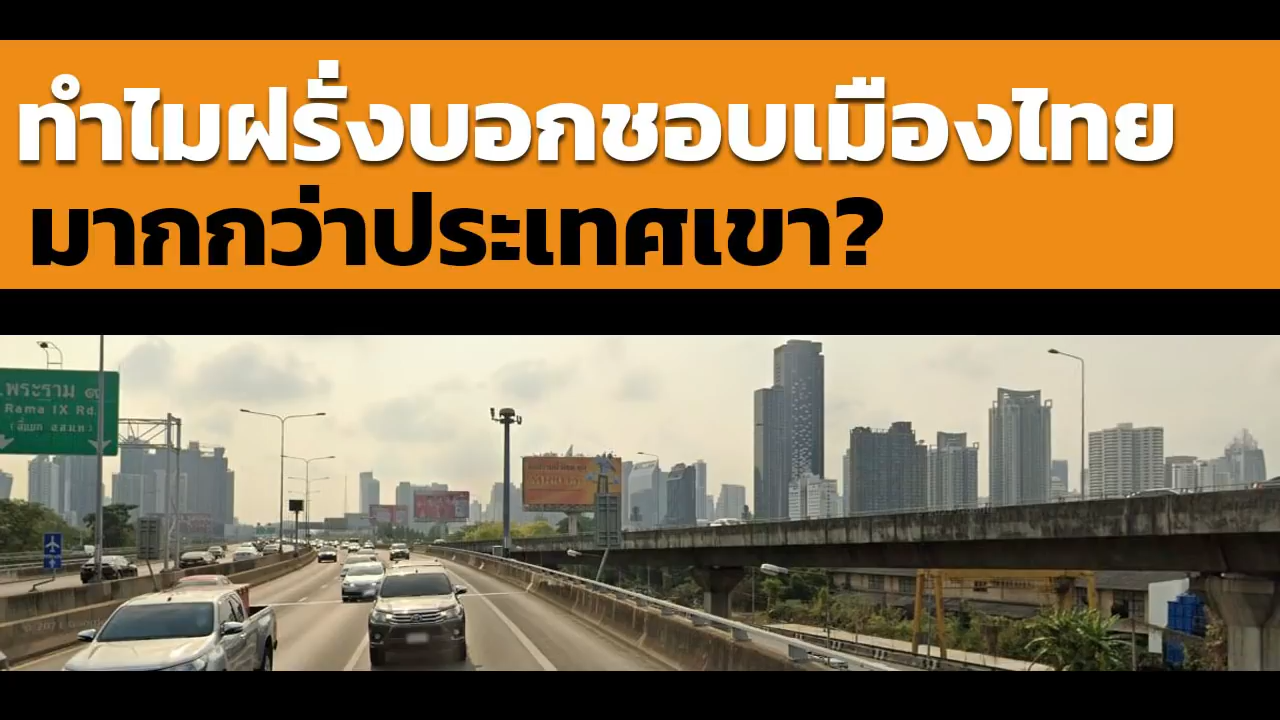 ทำไมฝรั่งบอกชอบเมืองไทย
มากกว่าประเทศเขา?
พระราม ๙
Rama IX Rd.